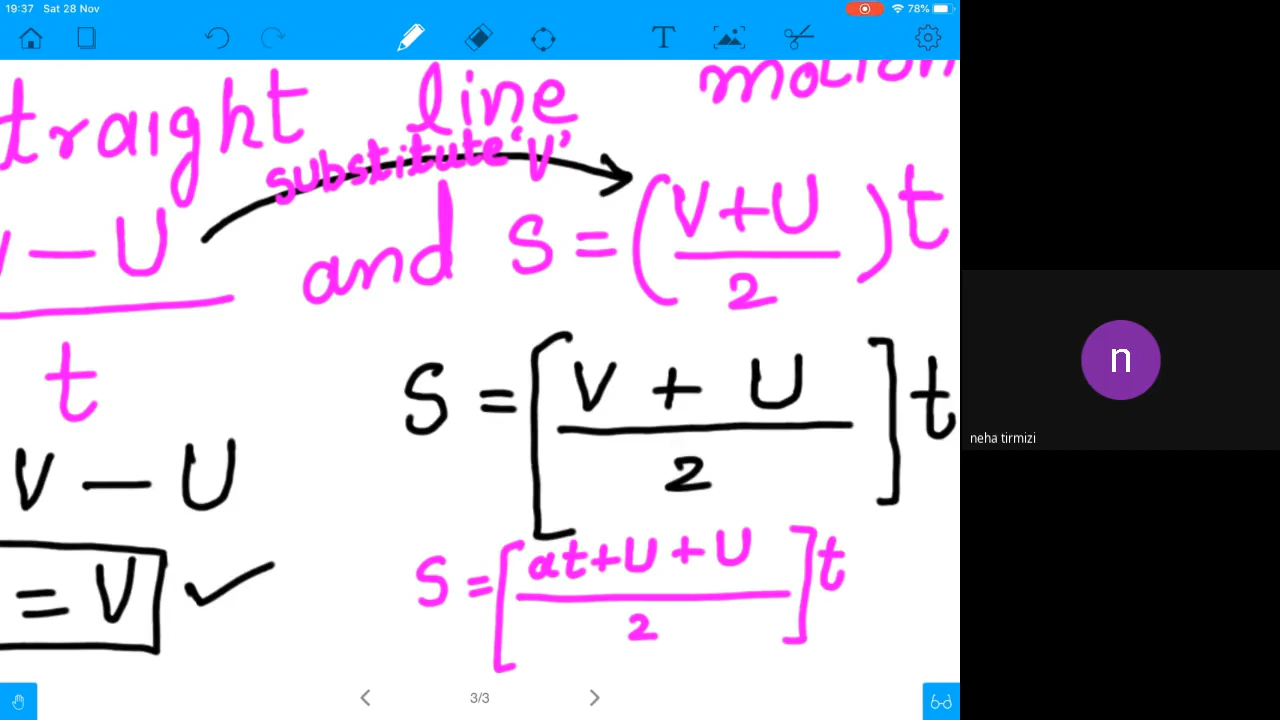 19:37 Sat 28 Nov 78%
T
traight line motion
substitute 'V'
V - U and S = (V+U/2)t
t
S = [V + U/2]t
V - U
= V ✓
S = [at+U+U/2]t
3/3
n
neha tirmizi